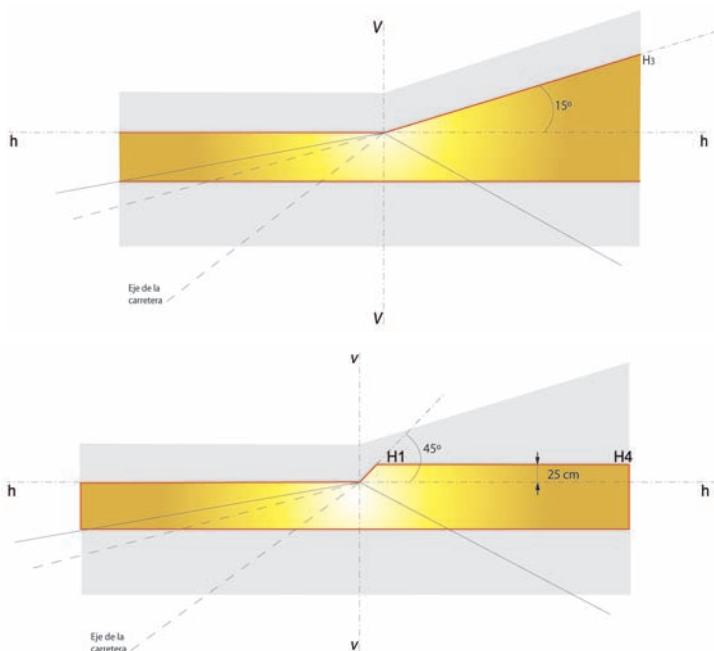 V
H3
15º
h
h
Eje de la
carretera
V
v
45º
H1
H4
25 cm
h
h
Eje de la
carretera
v